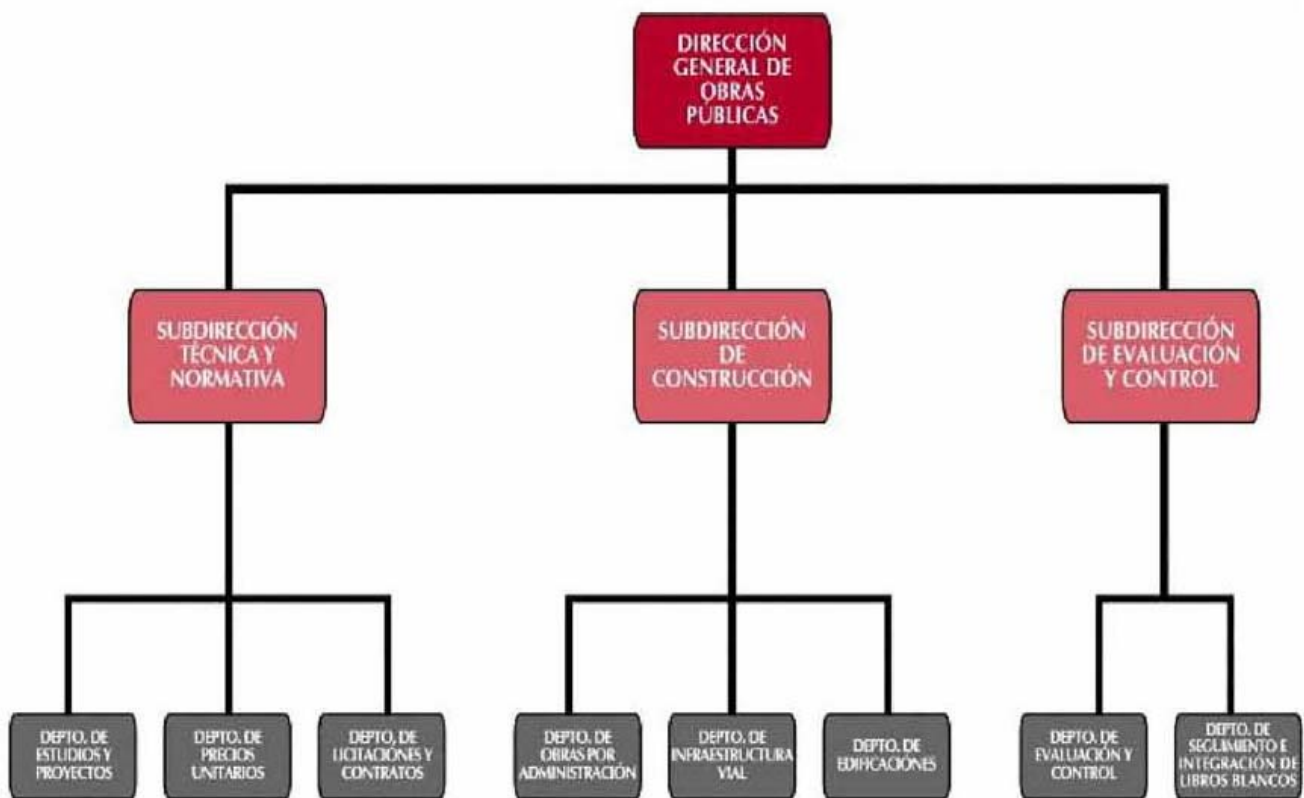 DIRECCIÓN
GENERAL DE
OBRAS
PÚBLICAS
SUBDIRECCIÓN
TÉCNICA Y
NORMATIVA
SUBDIRECCIÓN
DE
CONSTRUCCIÓN
SUBDIRECCIÓN
DE EVALUACIÓN
Y CONTROL
DEPTO. DE
ESTUDIOS Y
PROYECTOS
DEPTO. DE
PRECIOS
UNITARIOS
DEPTO. DE
LICITACIONES Y
CONTRATOS
DEPTO. DE
OBRAS POR
ADMINISTRACIÓN
DEPTO. DE
INFRAESTRUCTURA
VIAL
DEPTO. DE
EDIFICACIONES
DEPTO. DE
EVALUACIÓN Y
CONTROL
DEPTO. DE
SEGUIMIENTO E
INTEGRACIÓN DE
LIBROS BLANCOS